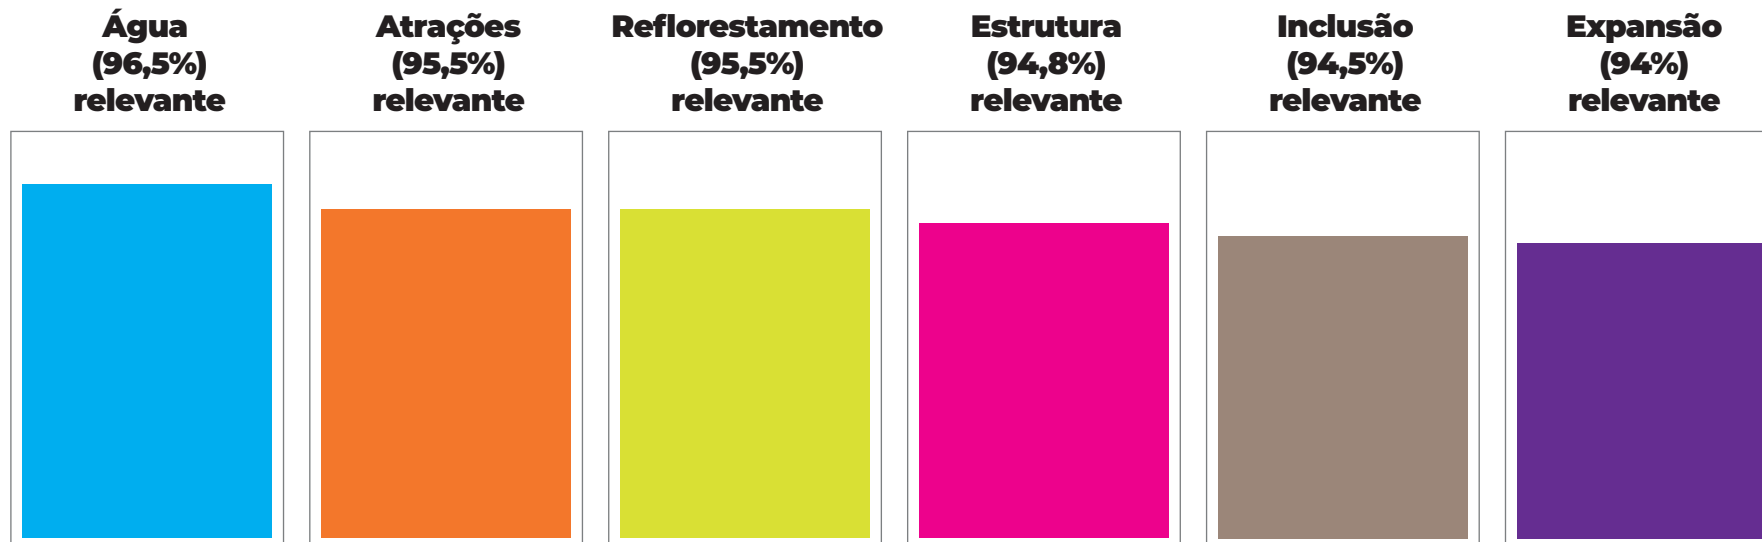 Água
(96,5%)
relevante
Atrações
(95,5%)
relevante
Reflorestamento
(95,5%)
relevante
Estrutura
(94,8%)
relevante
Inclusão
(94,5%)
relevante
Expansão
(94%)
relevante